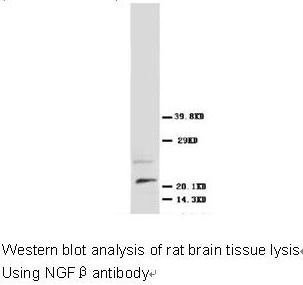 39.8KD
29KD
20.1KD
14.3KD
Western blot analysis of rat brain tissue lysis
Using NGFβ antibody↵